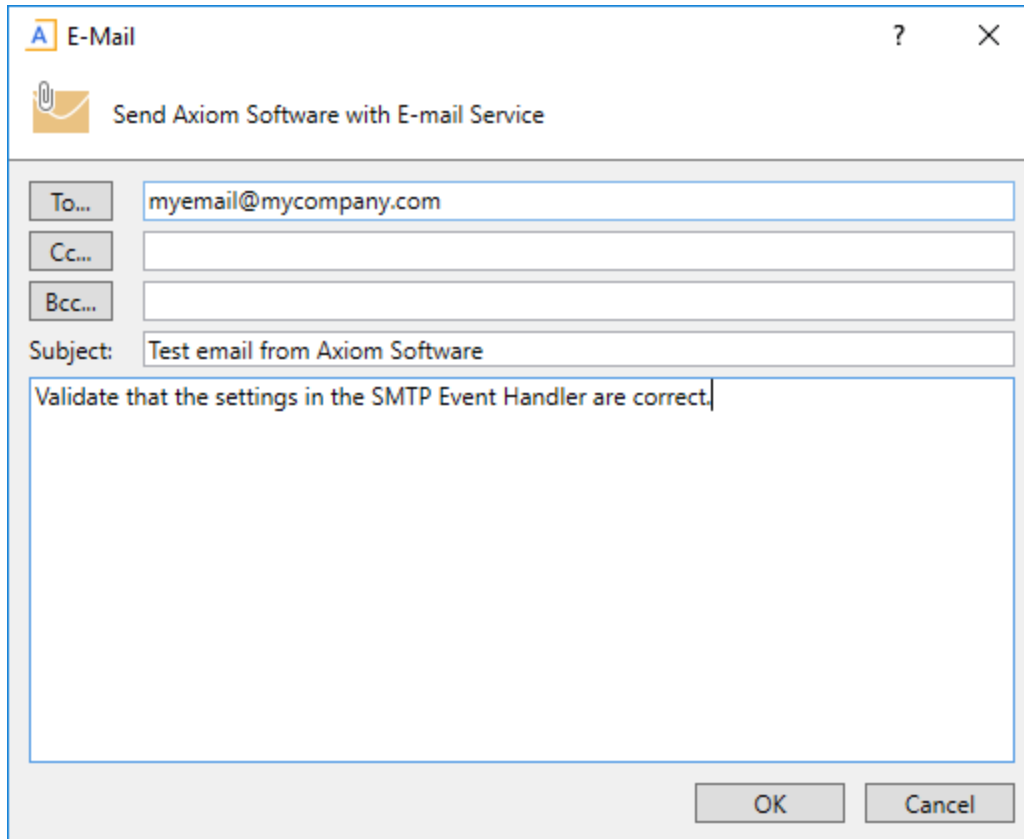 A E-Mail ?
Send Axiom Software with E-mail Service
To... myemail@mycompany.com
Cc...
Bcc...
Subject: Test email from Axiom Software
Validate that the settings in the SMTP Event Handler are correct.
OK Cancel